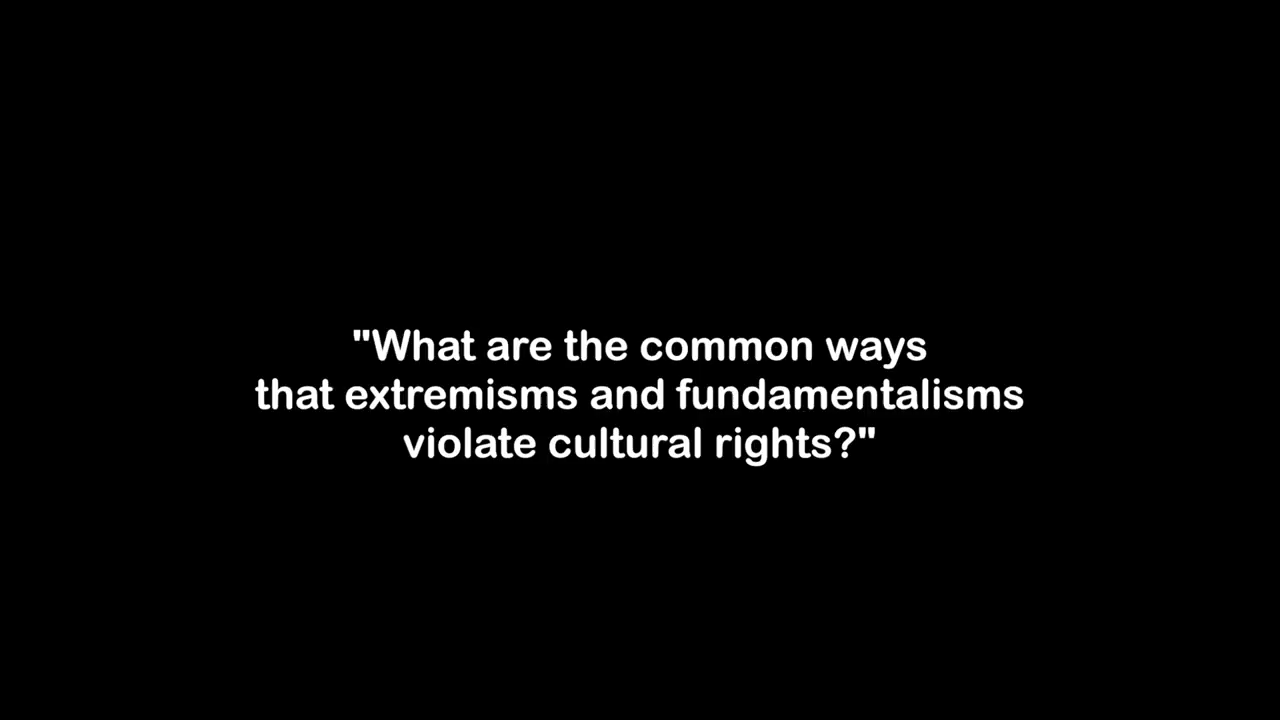 "What are the common ways
that extremisms and fundamentalisms
violate cultural rights?"